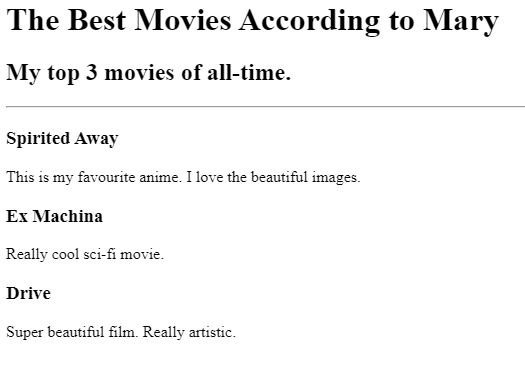 The Best Movies According to Mary
My top 3 movies of all-time.
Spirited Away
This is my favourite anime. I love the beautiful images.
Ex Machina
Really cool sci-fi movie.
Drive
Super beautiful film. Really artistic.